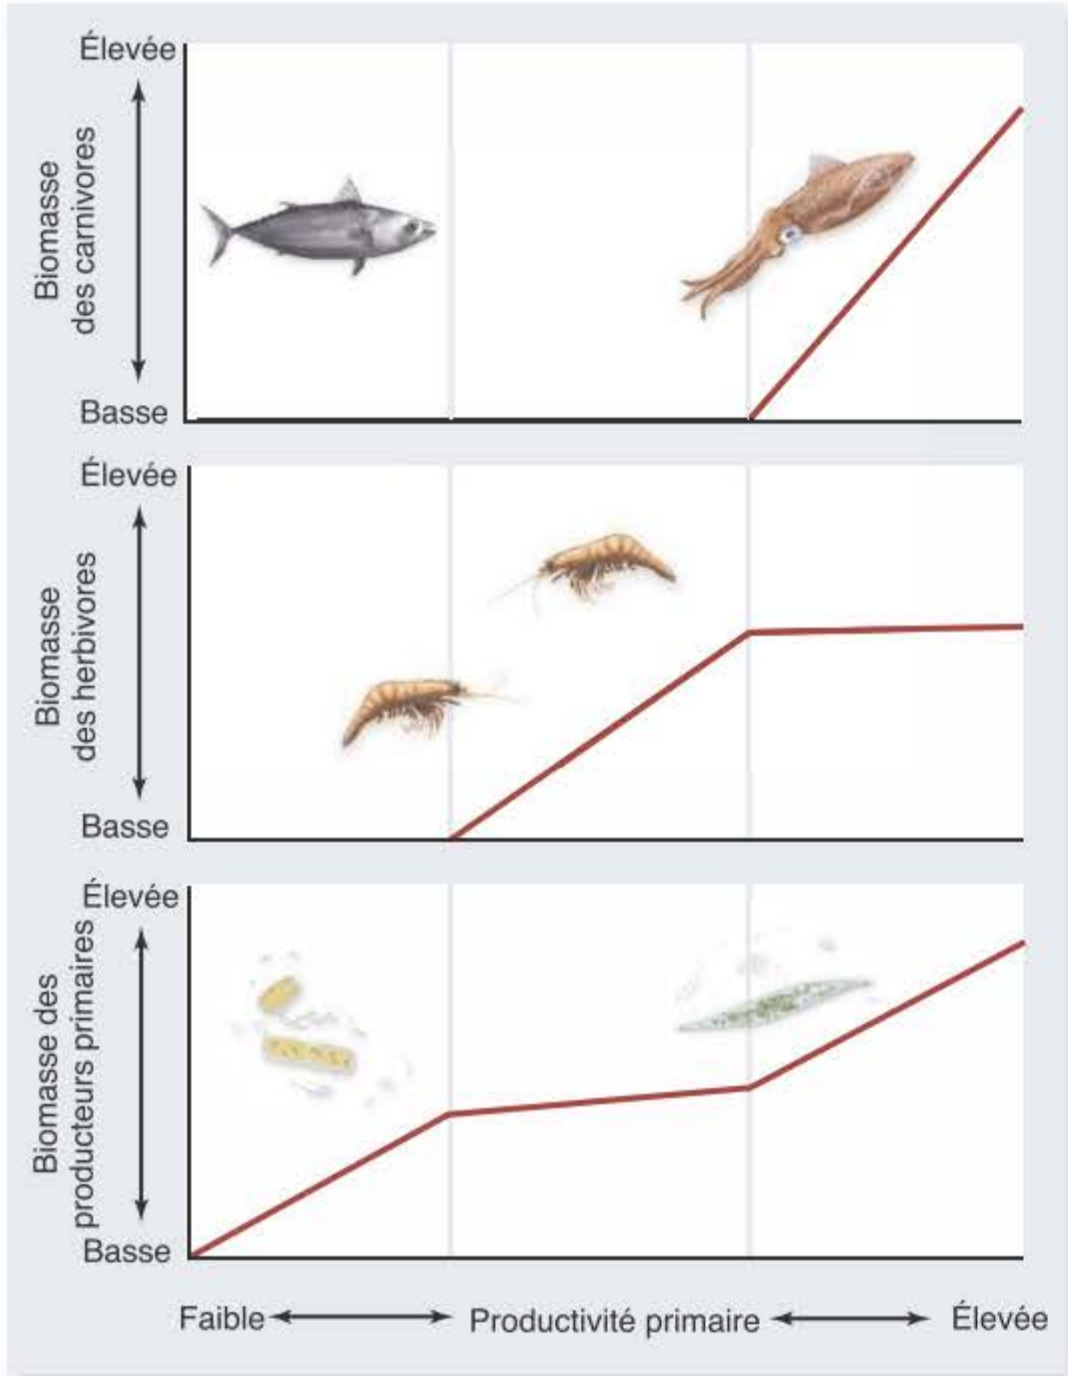 Élevée
Biomasse
des carnivores
Basse
Élevée
Biomasse
des herbivores
Basse
Élevée
Biomasse des
producteurs primaires
Basse
Faible Productivité primaire Élevée